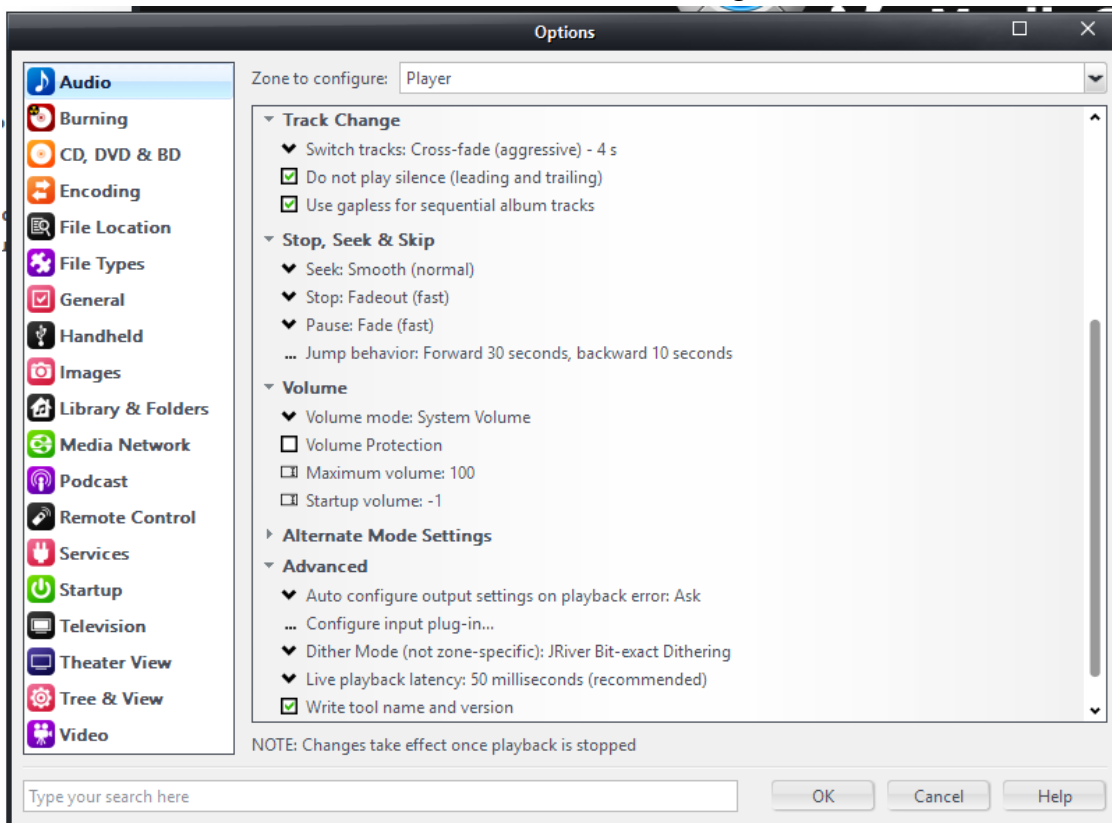 Options
Audio
Burning
CD, DVD & BD
Encoding
File Location
File Types
General
Handheld
Images
Library & Folders
Media Network
Podcast
Remote Control
Services
Startup
Television
Theater View
Tree & View
Video
Zone to configure: Player
Track Change
Switch tracks: Cross-fade (aggressive) - 4 s
Do not play silence (leading and trailing)
Use gapless for sequential album tracks
Stop, Seek & Skip
Seek: Smooth (normal)
Stop: Fadeout (fast)
Pause: Fade (fast)
... Jump behavior: Forward 30 seconds, backward 10 seconds
Volume
Volume mode: System Volume
Volume Protection
Maximum volume: 100
Startup volume: -1
Alternate Mode Settings
Advanced
Auto configure output settings on playback error: Ask
... Configure input plug-in...
Dither Mode (not zone-specific): JRiver Bit-exact Dithering
Live playback latency: 50 milliseconds (recommended)
Write tool name and version
NOTE: Changes take effect once playback is stopped
Type your search here
OK Cancel Help